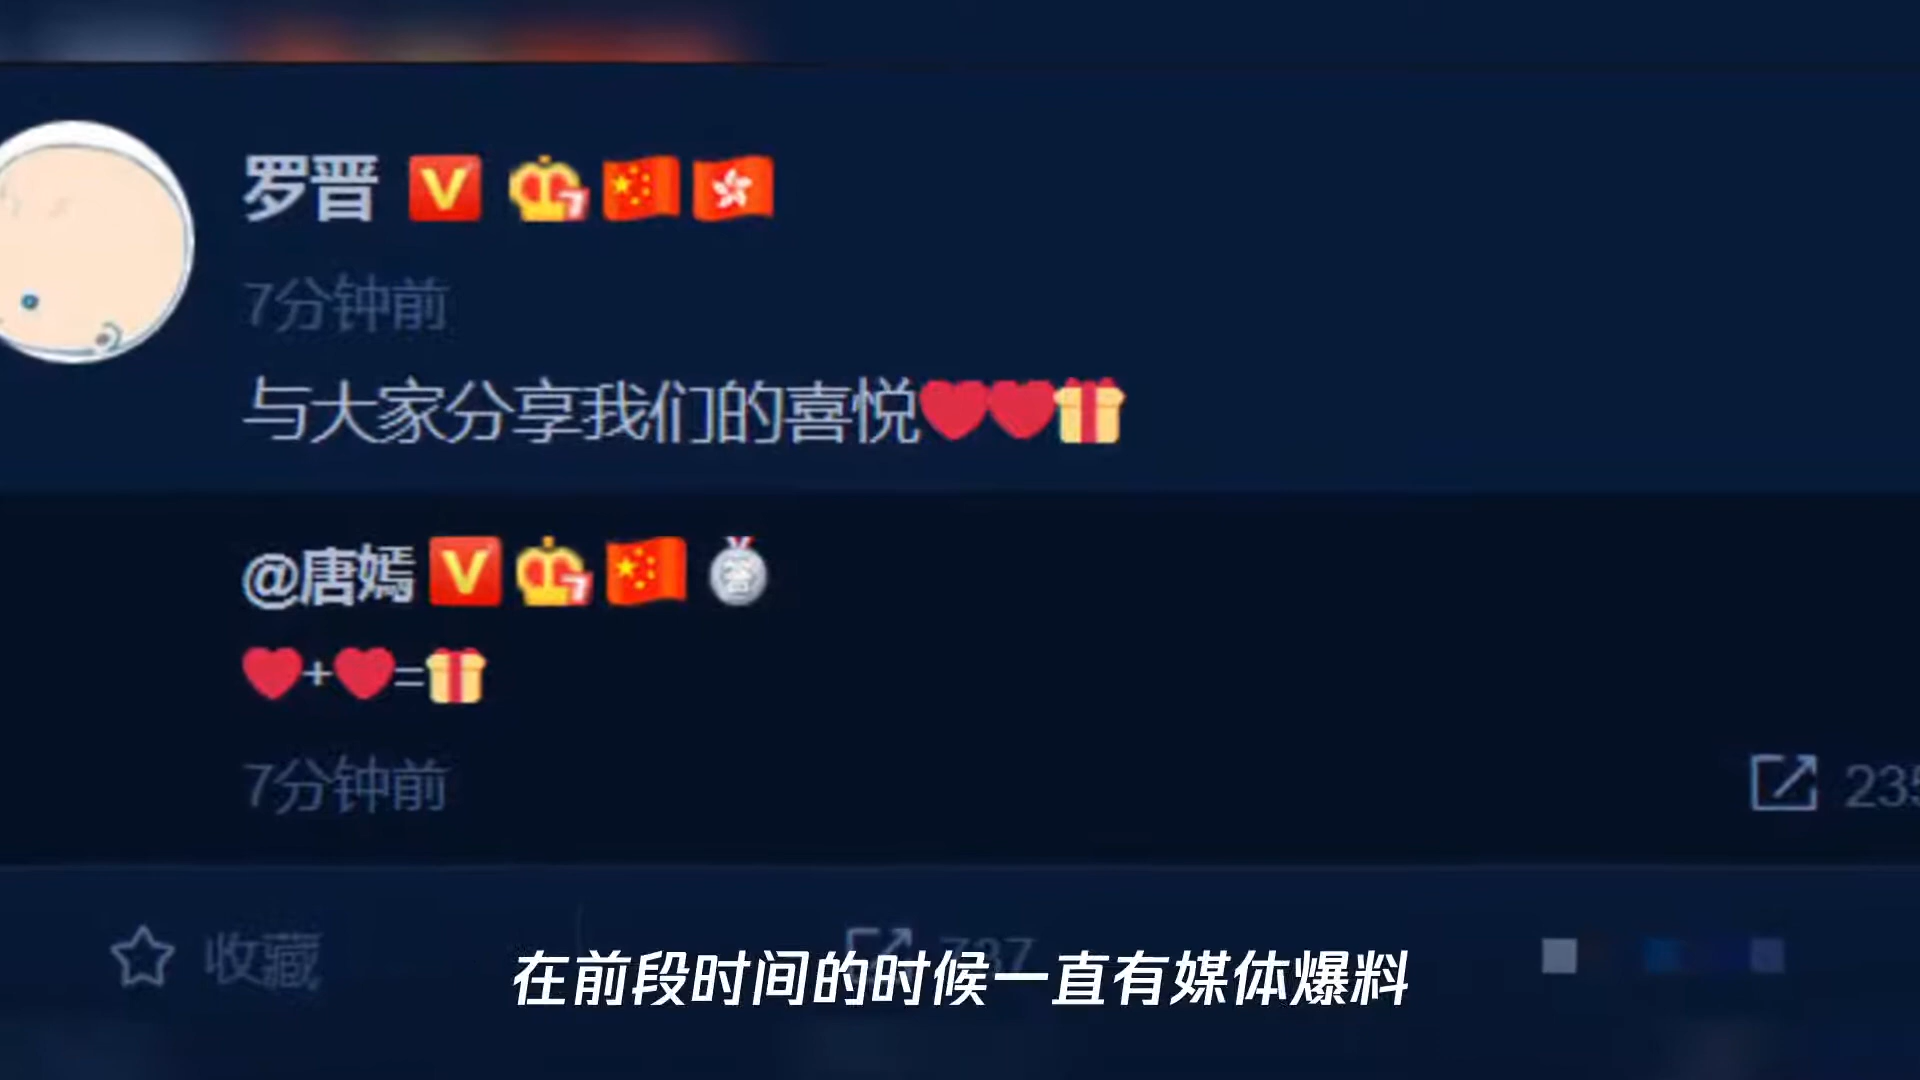 罗晋
7分钟前
与大家分享我们的喜悦
@唐嫣
+ =
7分钟前
235
收藏
737
在前段时间的时候一直有媒体爆料